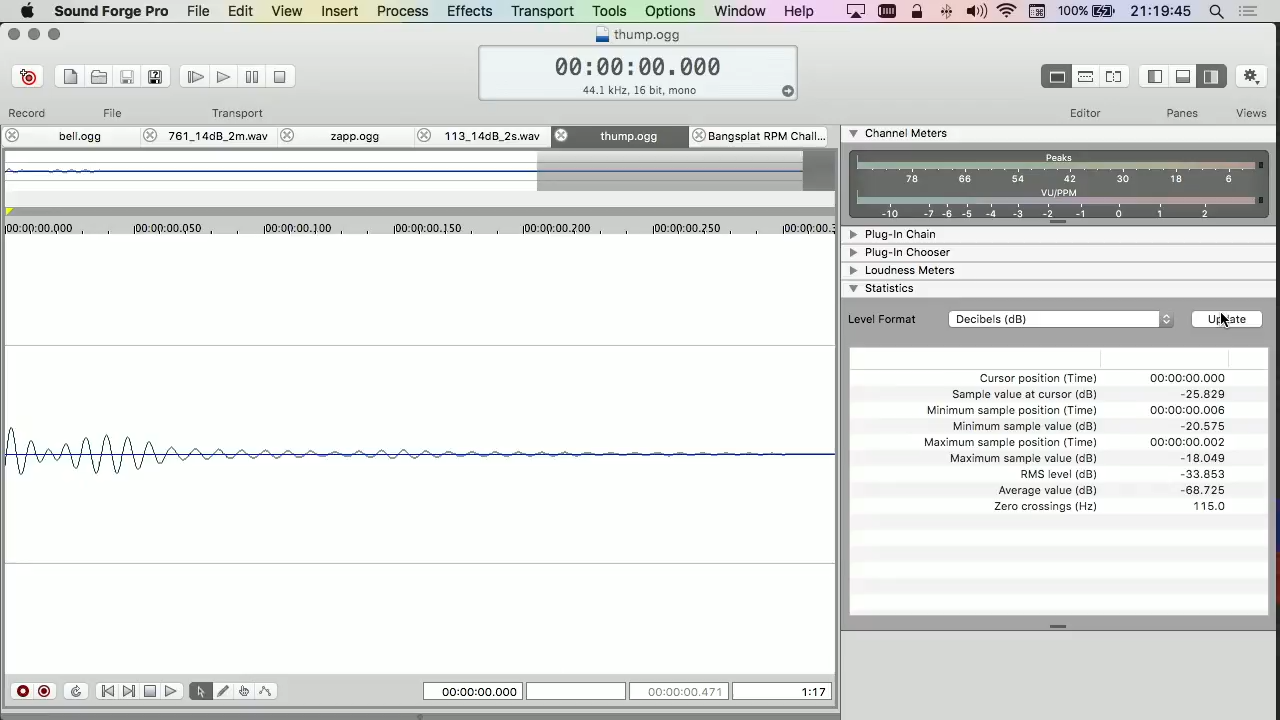 Sound Forge Pro File Edit View Insert Process Effects Transport Tools Options Window Help 100% 21:19:45
thump.ogg
00:00:00.000
44.1 kHz, 16 bit, mono
Record File Transport Editor Panes Views
bell.ogg 761_14dB_2m.wav zapp.ogg 113_14dB_2s.wav thump.ogg Bangsplat RPM Chall...
00:00:00.000 00:00:00.050 00:00:00.100 00:00:00.150 00:00:00.200 00:00:00.250
Channel Meters
Peaks
78 66 54 42 30 18 6
VU/PPM
-10 -7 -6 -5 -4 -3 -2 -1 0 1 2
Plug-In Chain
Plug-In Chooser
Loudness Meters
Statistics
Level Format Decibels (dB) Update
Cursor position (Time) 00:00:00.000
Sample value at cursor (dB) -25.829
Minimum sample position (Time) 00:00:00.006
Minimum sample value (dB) -20.575
Maximum sample position (Time) 00:00:00.002
Maximum sample value (dB) -18.049
RMS level (dB) -33.853
Average value (dB) -68.725
Zero crossings (Hz) 115.0
00:00:00.000 00:00:00.471 1:17